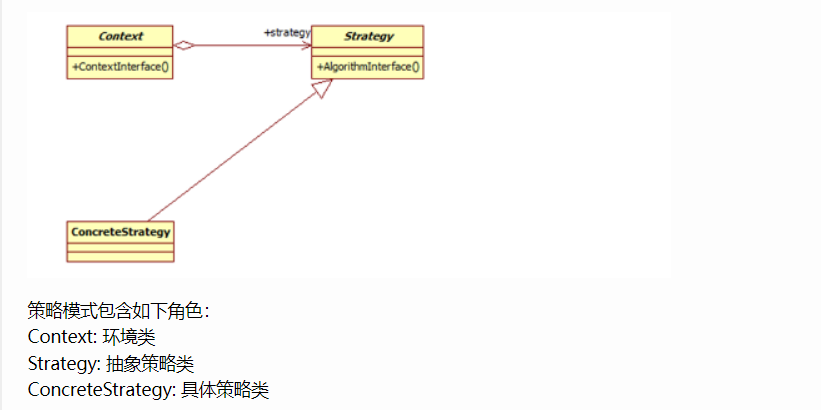 Context
+strategy
Strategy
+ContextInterface()
+AlgorithmInterface()
ConcreteStrategy
策略模式包含如下角色：
Context: 环境类
Strategy: 抽象策略类
ConcreteStrategy: 具体策略类